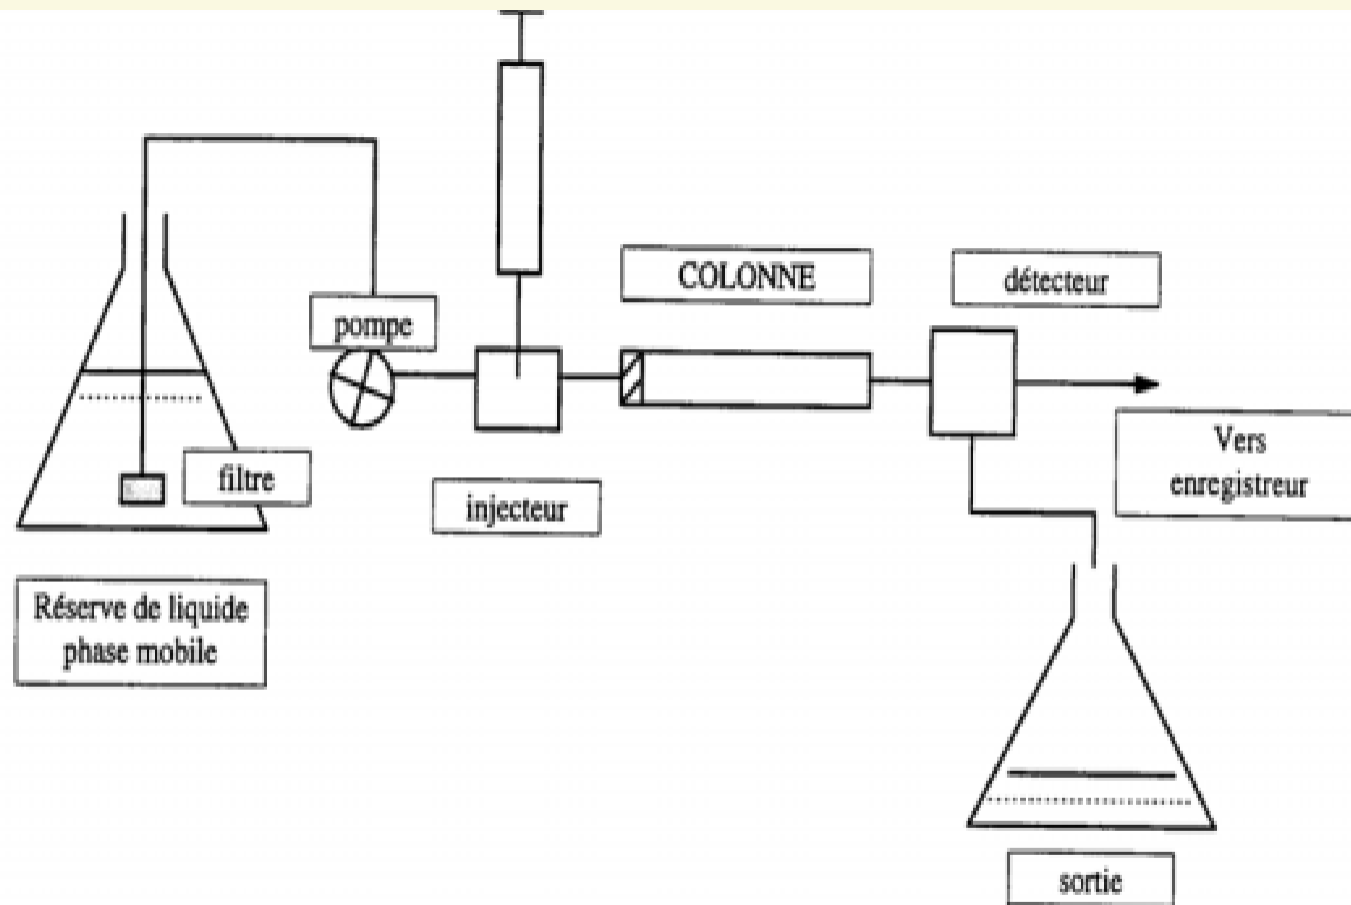 COLONNE
détecteur
pompe
Vers
enregistreur
filtre
injecteur
Réserve de liquide
phase mobile
sortie